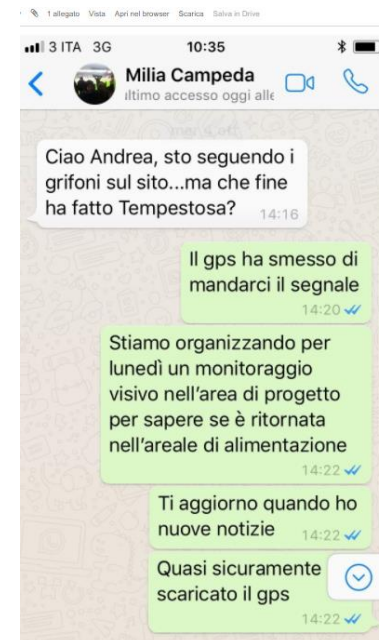 1 allegato Vista Apri nel browser Scarica Salva in Drive
3 ITA 3G 10:35
Milia Campeda
ultimo accesso oggi alle
Ciao Andrea, sto seguendo i
grifoni sul sito...ma che fine
ha fatto Tempestosa?
14:16
Il gps ha smesso di
mandarci il segnale
14:20
Stiamo organizzando per
lunedì un monitoraggio
visivo nell'area di progetto
per sapere se è ritornata
nell'areale di alimentazione
14:22
Ti aggiorno quando ho
nuove notizie
14:22
Quasi sicuramente
scaricato il gps
14:22